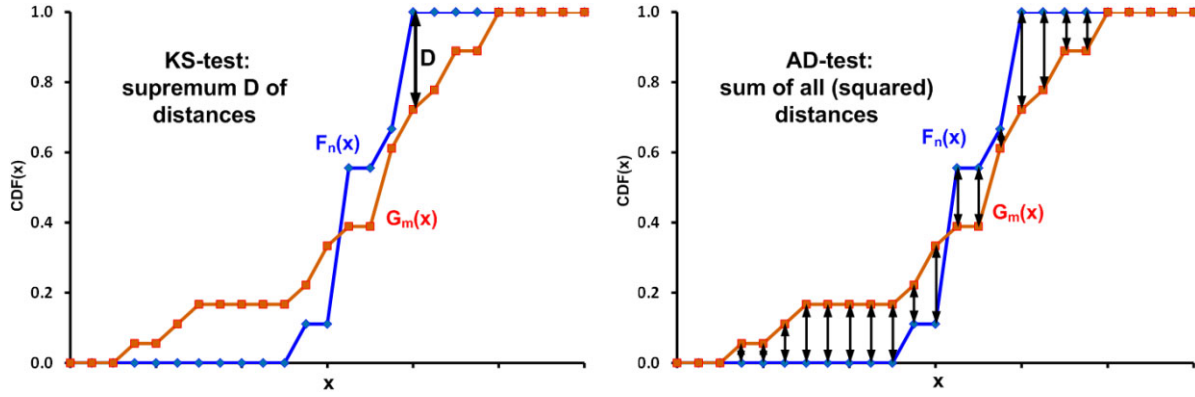 1.0
0.8
0.6
0.4
0.2
0.0
CDF(x)
KS-test:
supremum D of
distances
D
Fn(x)
Gm(x)
x
1.0
0.8
0.6
0.4
0.2
0.0
CDF(x)
AD-test:
sum of all (squared)
distances
Fn(x)
Gm(x)
x